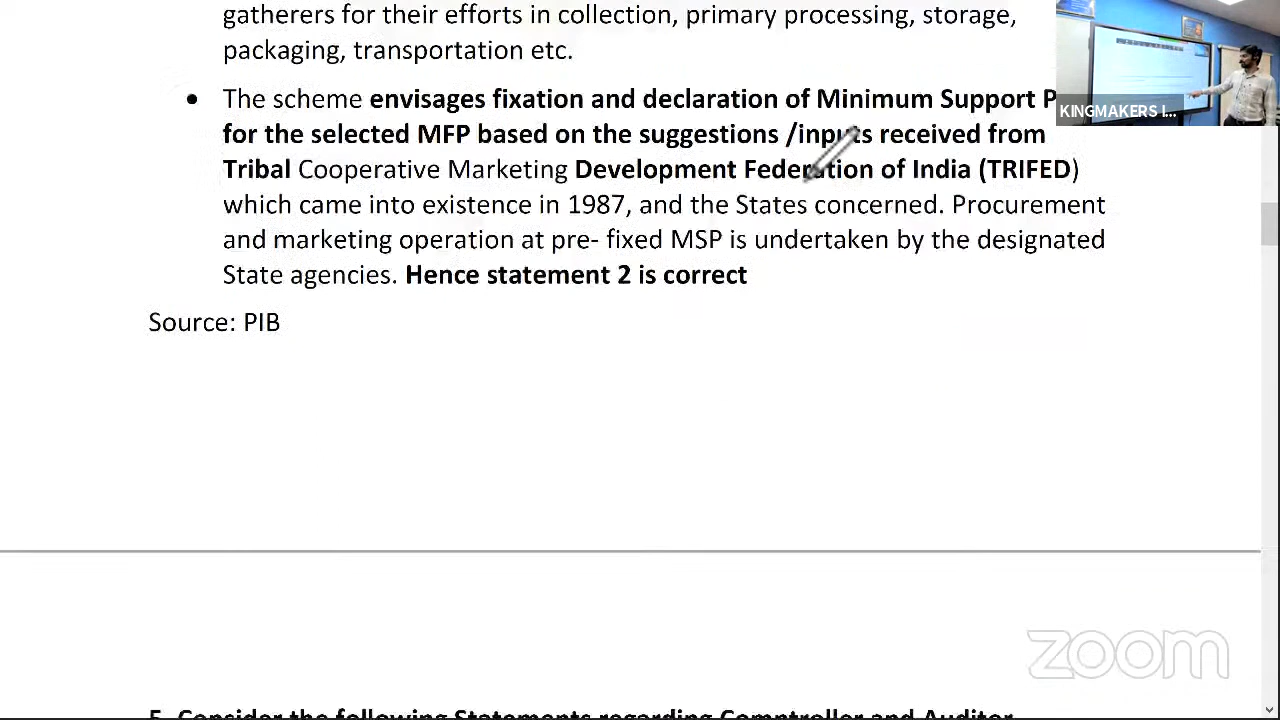 gatherers for their efforts in collection, primary processing, storage,
packaging, transportation etc.
• The scheme envisages fixation and declaration of Minimum Support P
for the selected MFP based on the suggestions /inputs received from
Tribal Cooperative Marketing Development Federation of India (TRIFED)
which came into existence in 1987, and the States concerned. Procurement
and marketing operation at pre- fixed MSP is undertaken by the designated
State agencies. Hence statement 2 is correct
Source: PIB
KINGMAKERS I...
zoom
5. Consider the following Statements regarding Comptroller and Auditor